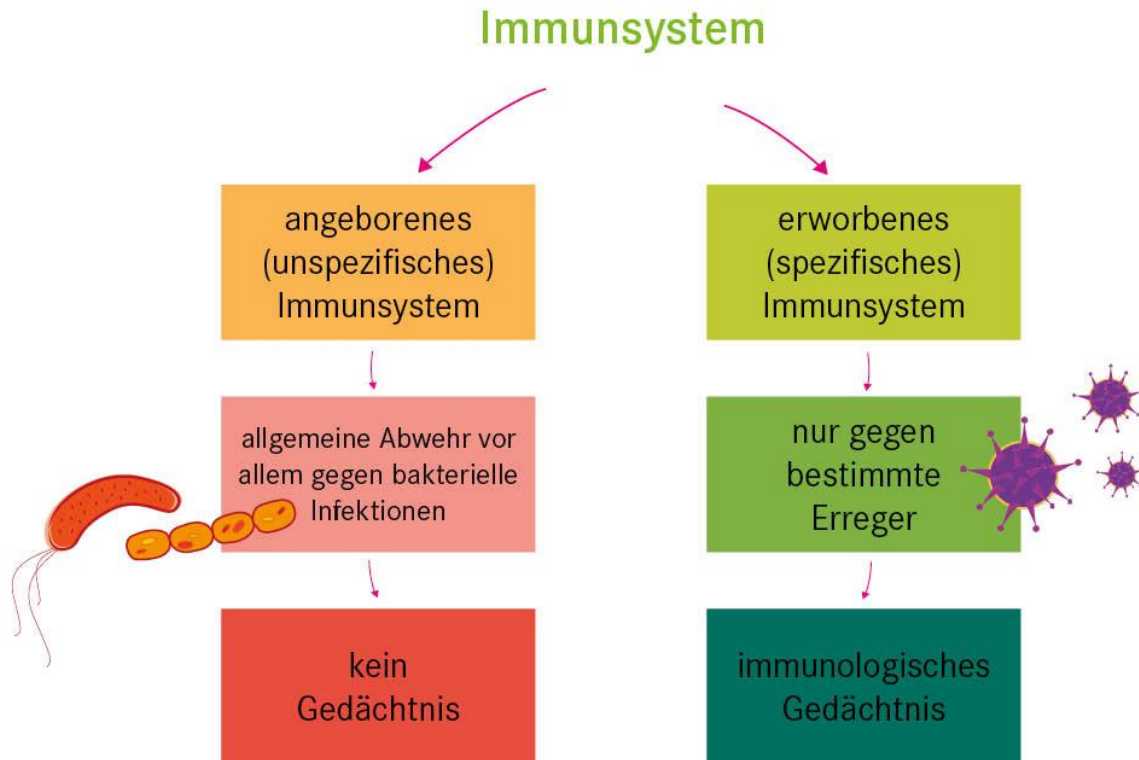 Immunsystem
angeborenes
(unspezifisches)
Immunsystem
allgemeine Abwehr vor
allem gegen bakterielle
Infektionen
kein
Gedächtnis
erworbenes
(spezifisches)
Immunsystem
nur gegen
bestimmte
Erreger
immunologisches
Gedächtnis